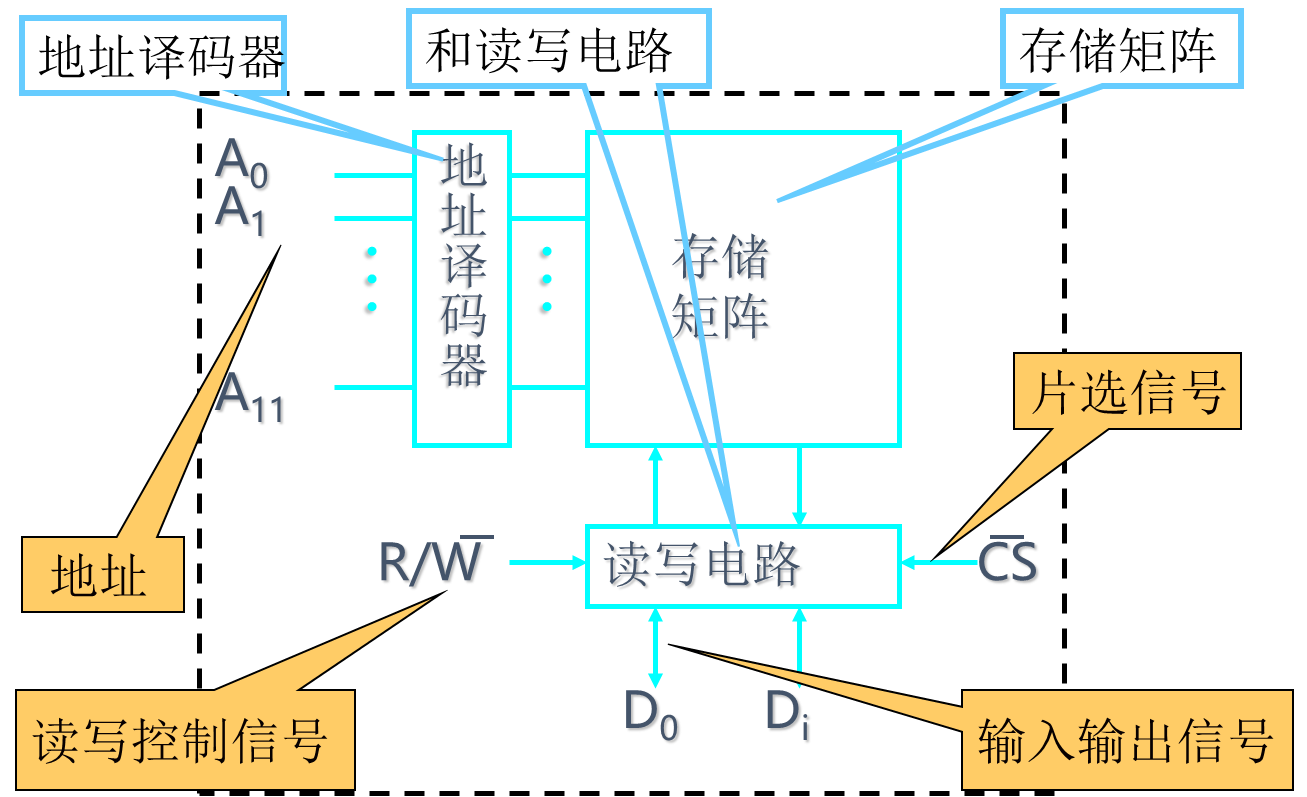 地址译码器
和读写电路
存储矩阵
A0
A1
A11
地
址
译
码
器
存储
矩阵
片选信号
地址
R/W̅
读写电路
C̅S̅
读写控制信号
D0
Di
输入输出信号